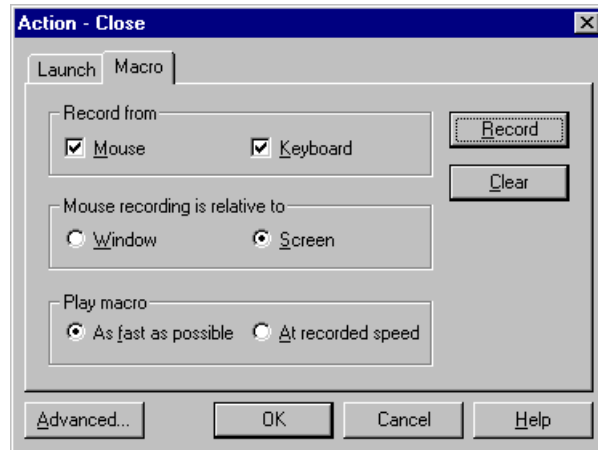 Action - Close
Launch Macro
Record from
Mouse Keyboard
Record
Clear
Mouse recording is relative to
Window Screen
Play macro
As fast as possible At recorded speed
Advanced... OK Cancel Help